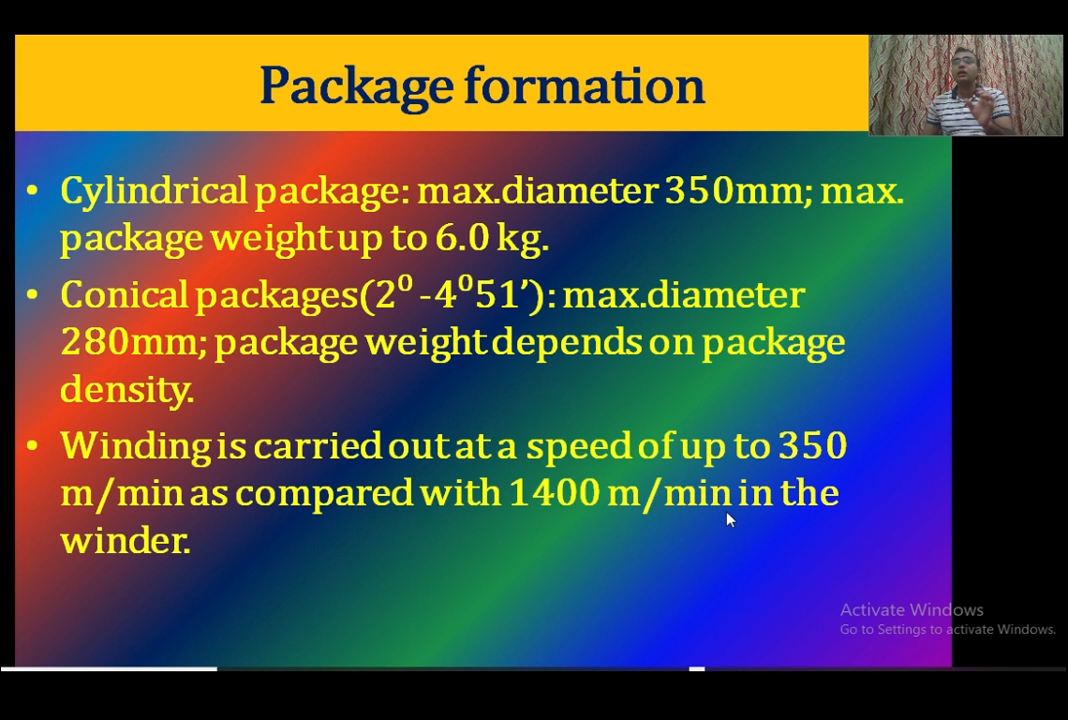 Package formation
• Cylindrical package: max.diameter 350mm; max.
package weight up to 6.0 kg.
• Conical packages(2⁰ -4⁰51’): max.diameter
280mm; package weight depends on package
density.
• Winding is carried out at a speed of up to 350
m/min as compared with 1400 m/min in the
winder.
Activate Windows
Go to Settings to activate Windows.